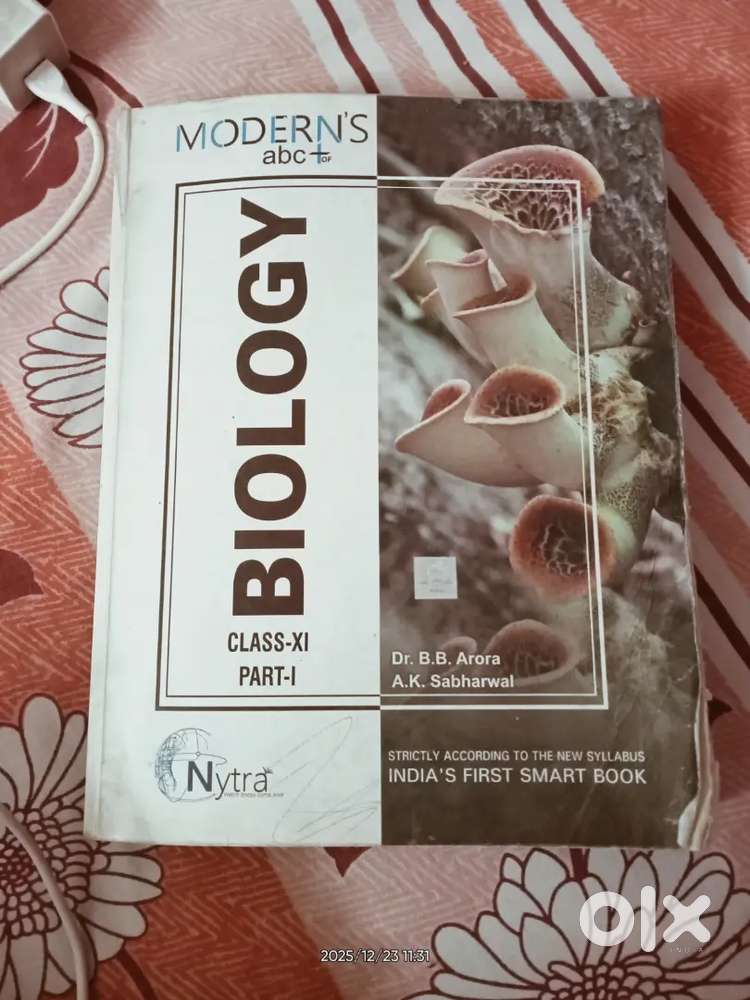 MODERN'S
abc+ OF
BIOLOGY
CLASS-XI
PART-I
Dr. B.B. Arora
A.K. Sabharwal
Nytra
STRICTLY ACCORDING TO THE NEW SYLLABUS
INDIA'S FIRST SMART BOOK
olx
INDIA
2025/12/23 11:31